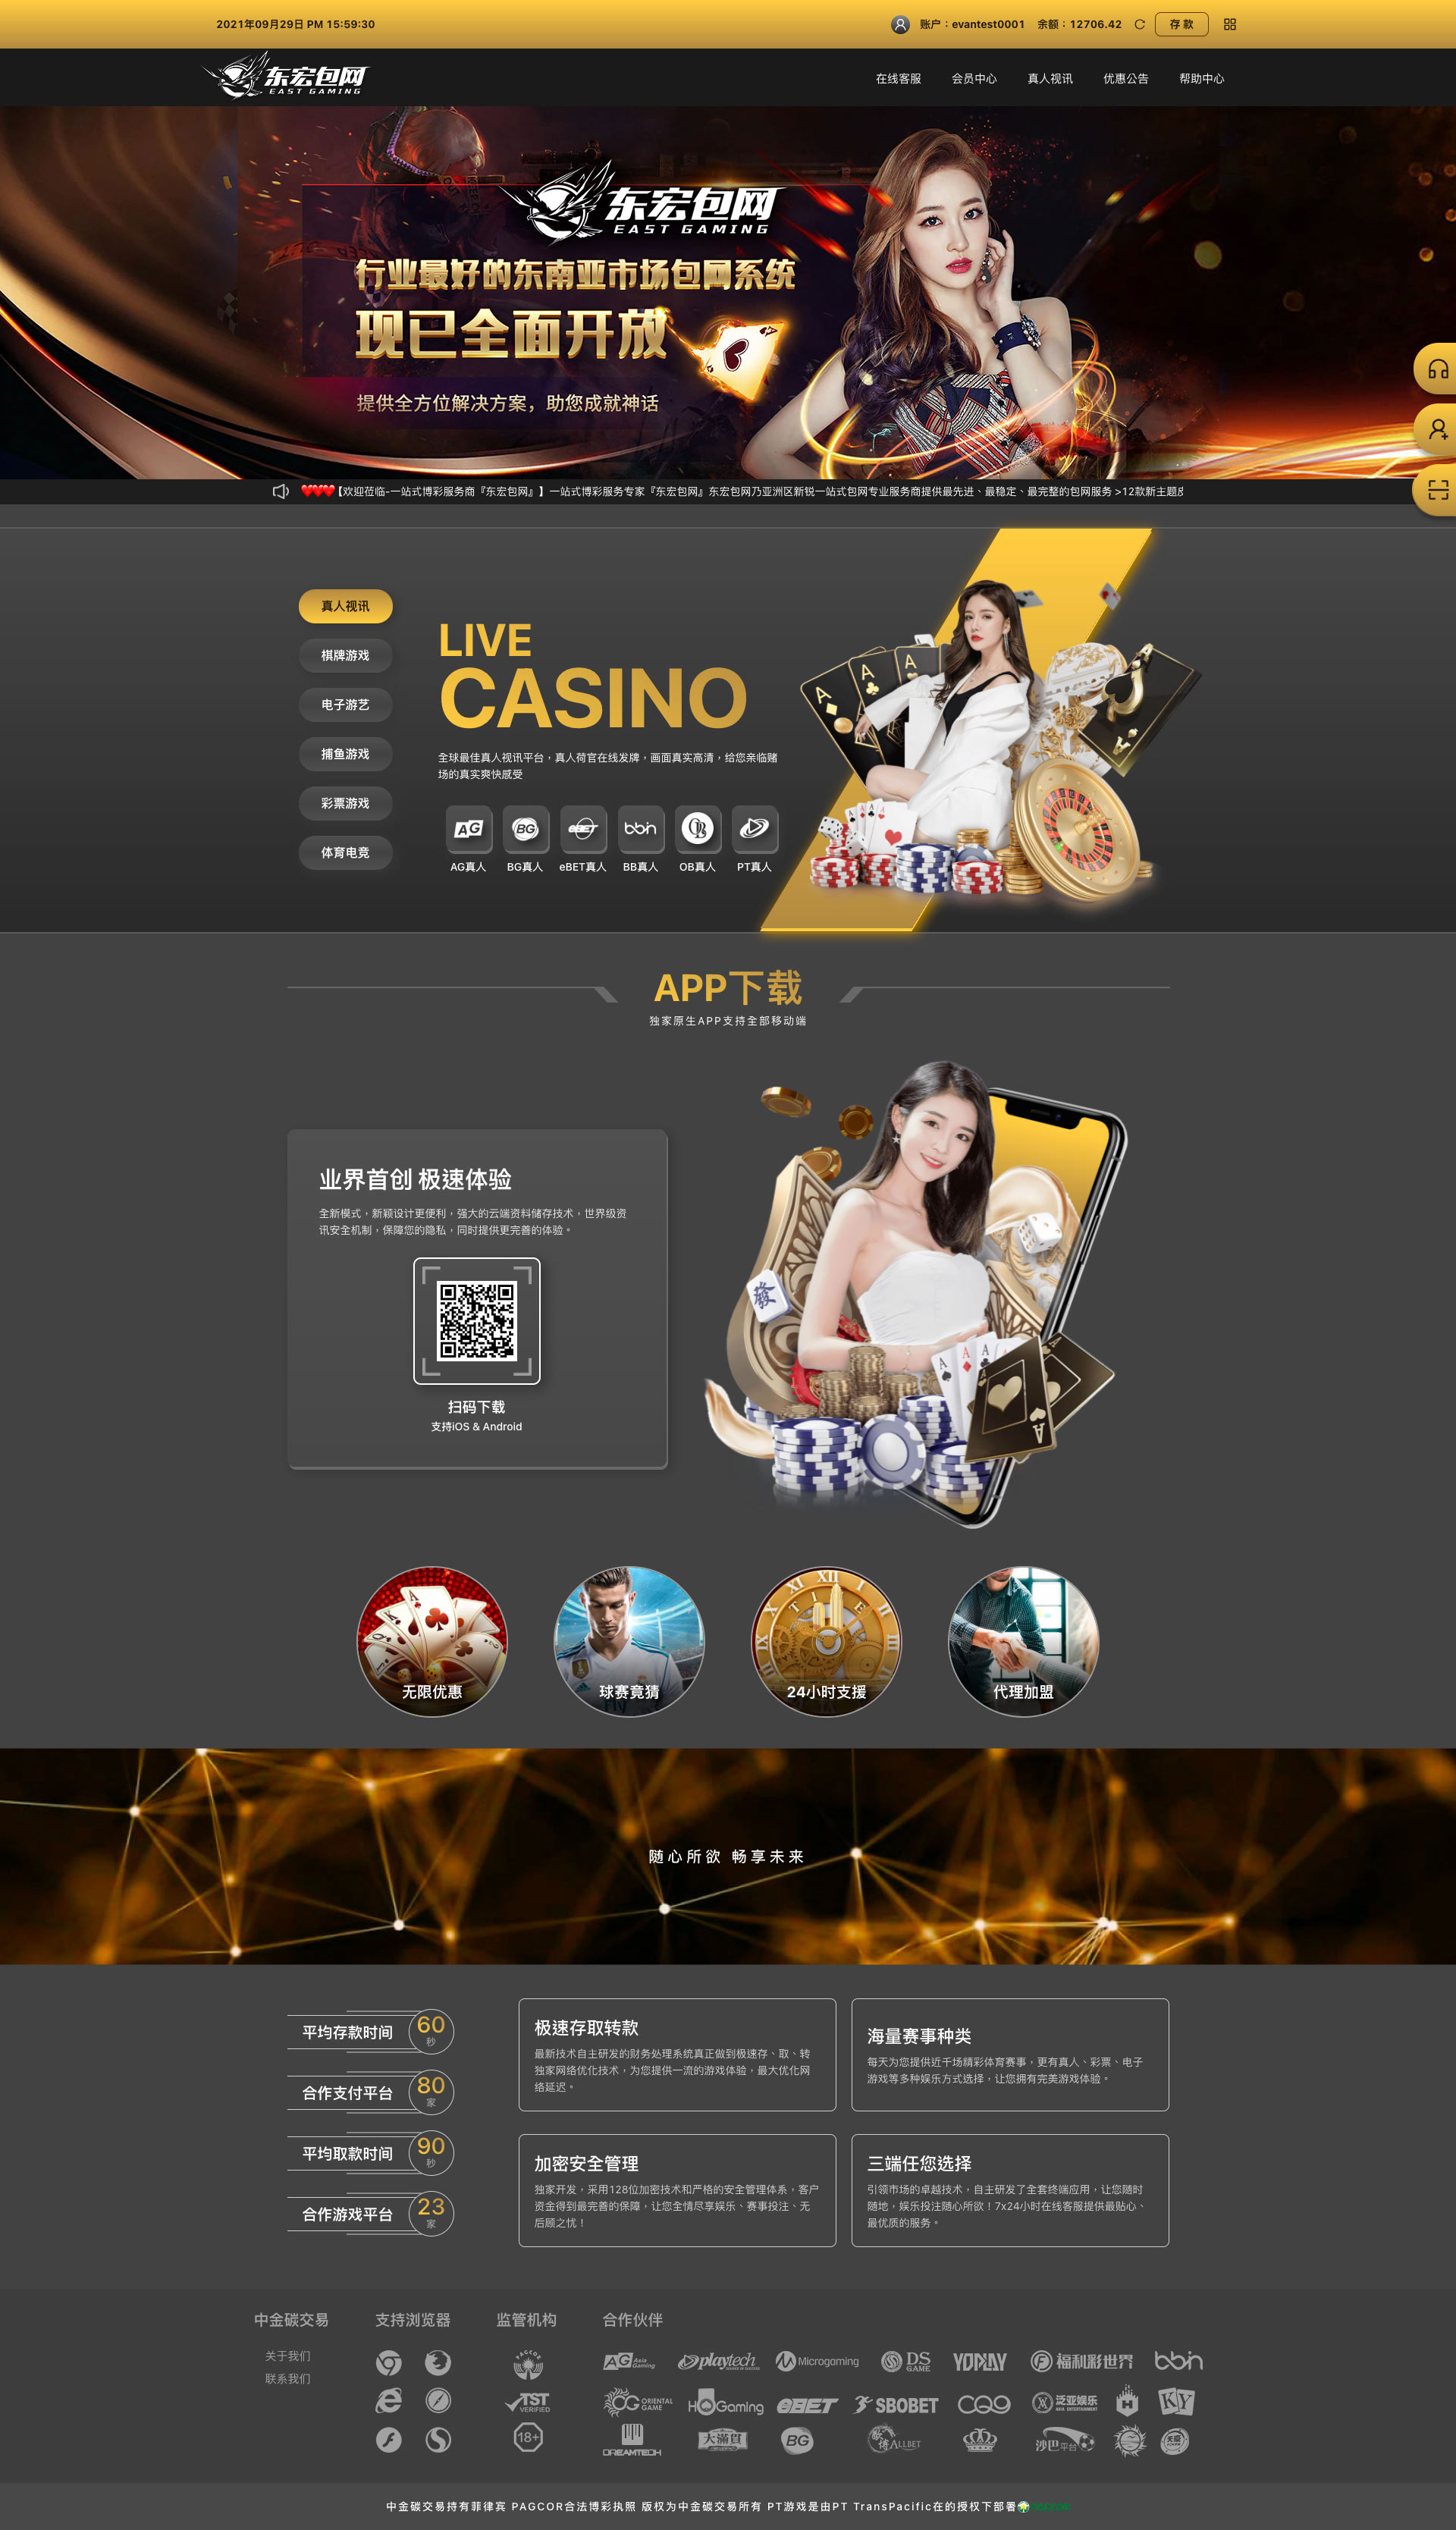 2021年09月29日 PM 15:59:30
账户：evantest0001 余额：12706.42 存 款
东宏包网
EAST GAMING
在线客服 会员中心 真人视讯 优惠公告 帮助中心
东宏包网
EAST GAMING
行业最好的东南亚市场包网系统
现已全面开放
提供全方位解决方案，助您成就神话
【欢迎莅临-一站式博彩服务商『东宏包网』】一站式博彩服务专家『东宏包网』东宏包网乃亚洲区新锐一站式包网专业服务商提供最先进、最稳定、最完整的包网服务 >12款新主题皮
真人视讯
棋牌游戏
电子游艺
捕鱼游戏
彩票游戏
体育电竞
LIVE
CASINO
全球最佳真人视讯平台，真人荷官在线发牌，画面真实高清，给您亲临赌
场的真实爽快感受
AG BG eBET bbin OB
AG真人 BG真人 eBET真人 BB真人 OB真人 PT真人
APP下载
独家原生APP支持全部移动端
业界首创 极速体验
全新模式，新颖设计更便利，强大的云端资料储存技术，世界级资
讯安全机制，保障您的隐私，同时提供更完善的体验。
扫码下载
支持iOS & Android
發
无限优惠 球赛竟猜 24小时支援 代理加盟
随心所欲 畅享未来
平均存款时间 60 秒
合作支付平台 80 家
平均取款时间 90 秒
合作游戏平台 23 家
极速存取转款
最新技术自主研发的财务处理系统真正做到极速存、取、转
独家网络优化技术，为您提供一流的游戏体验，最大优化网
络延迟。
海量赛事种类
每天为您提供近千场精彩体育赛事，更有真人、彩票、电子
游戏等多种娱乐方式选择，让您拥有完美游戏体验。
加密安全管理
独家开发，采用128位加密技术和严格的安全管理体系，客户
资金得到最完善的保障，让您全情尽享娱乐、赛事投注、无
后顾之忧！
三端任您选择
引领市场的卓越技术，自主研发了全套终端应用，让您随时
随地，娱乐投注随心所欲！7x24小时在线客服提供最贴心、
最优质的服务。
中金碳交易 支持浏览器 监管机构 合作伙伴
关于我们
联系我们
PAGCOR
TST VERIFIED
18+
AG Asia Gaming playtech Microgaming DS GAME YOPLAY 福利彩世界 bbin
OG ORIENTAL GAME HoGaming eBET SBOBET CQ9 泛亚娱乐 H KY
DREAMTECH 大滿貫 BG ALLBET 沙巴平台
中金碳交易持有菲律宾 PAGCOR合法博彩执照 版权为中金碳交易所有 PT游戏是由PT TransPacific在的授权下部署